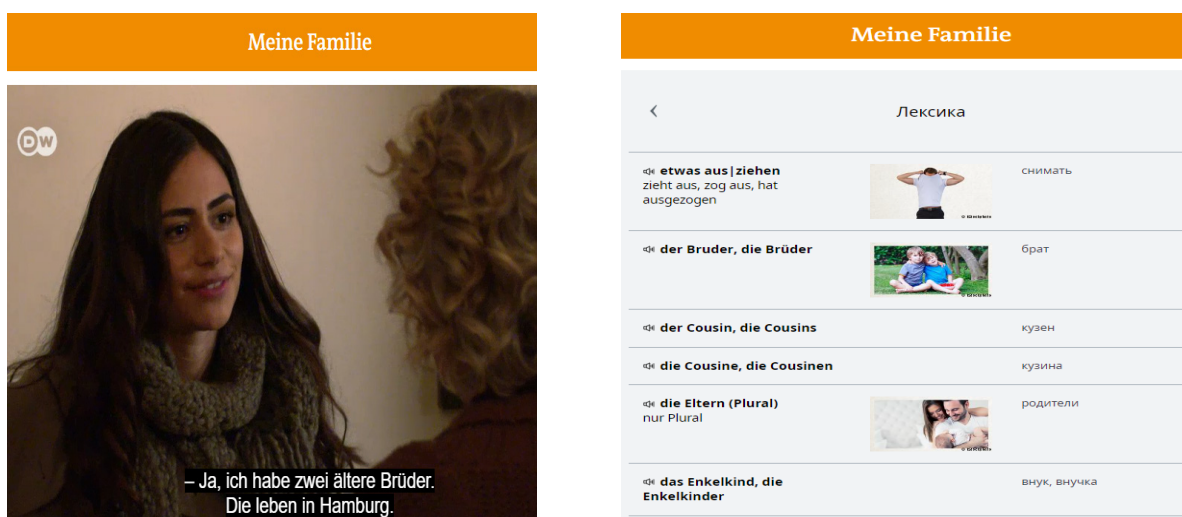 Meine Familie
DW
– Ja, ich habe zwei ältere Brüder.
Die leben in Hamburg.
Meine Familie
Лексика
etwas aus|ziehen
zieht aus, zog aus, hat
ausgezogen
снимать
der Bruder, die Brüder
брат
der Cousin, die Cousins
кузен
die Cousine, die Cousinen
кузина
die Eltern (Plural)
nur Plural
родители
das Enkelkind, die
Enkelkinder
внук, внучка